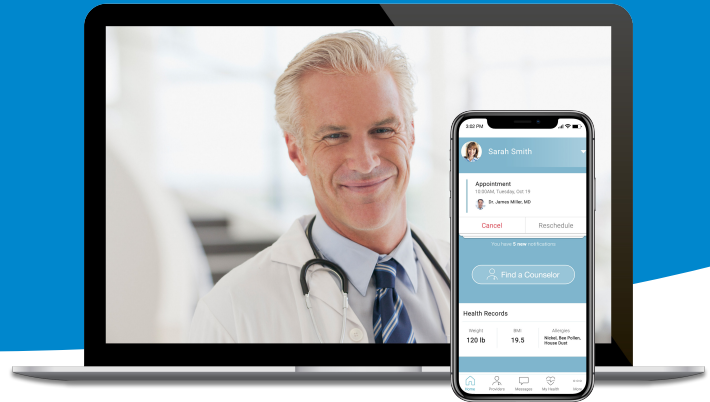 3:02 PM
Sarah Smith
Appointment
10:00AM, Tuesday, Oct 19
Dr. James Miller, MD
Cancel Reschedule
You have 5 new notifications
Find a Counselor
Health Records
Weight BMI Allergies
120 lb 19.5 Nickel, Bee Pollen,
House Dust
Home Providers Messages My Health More